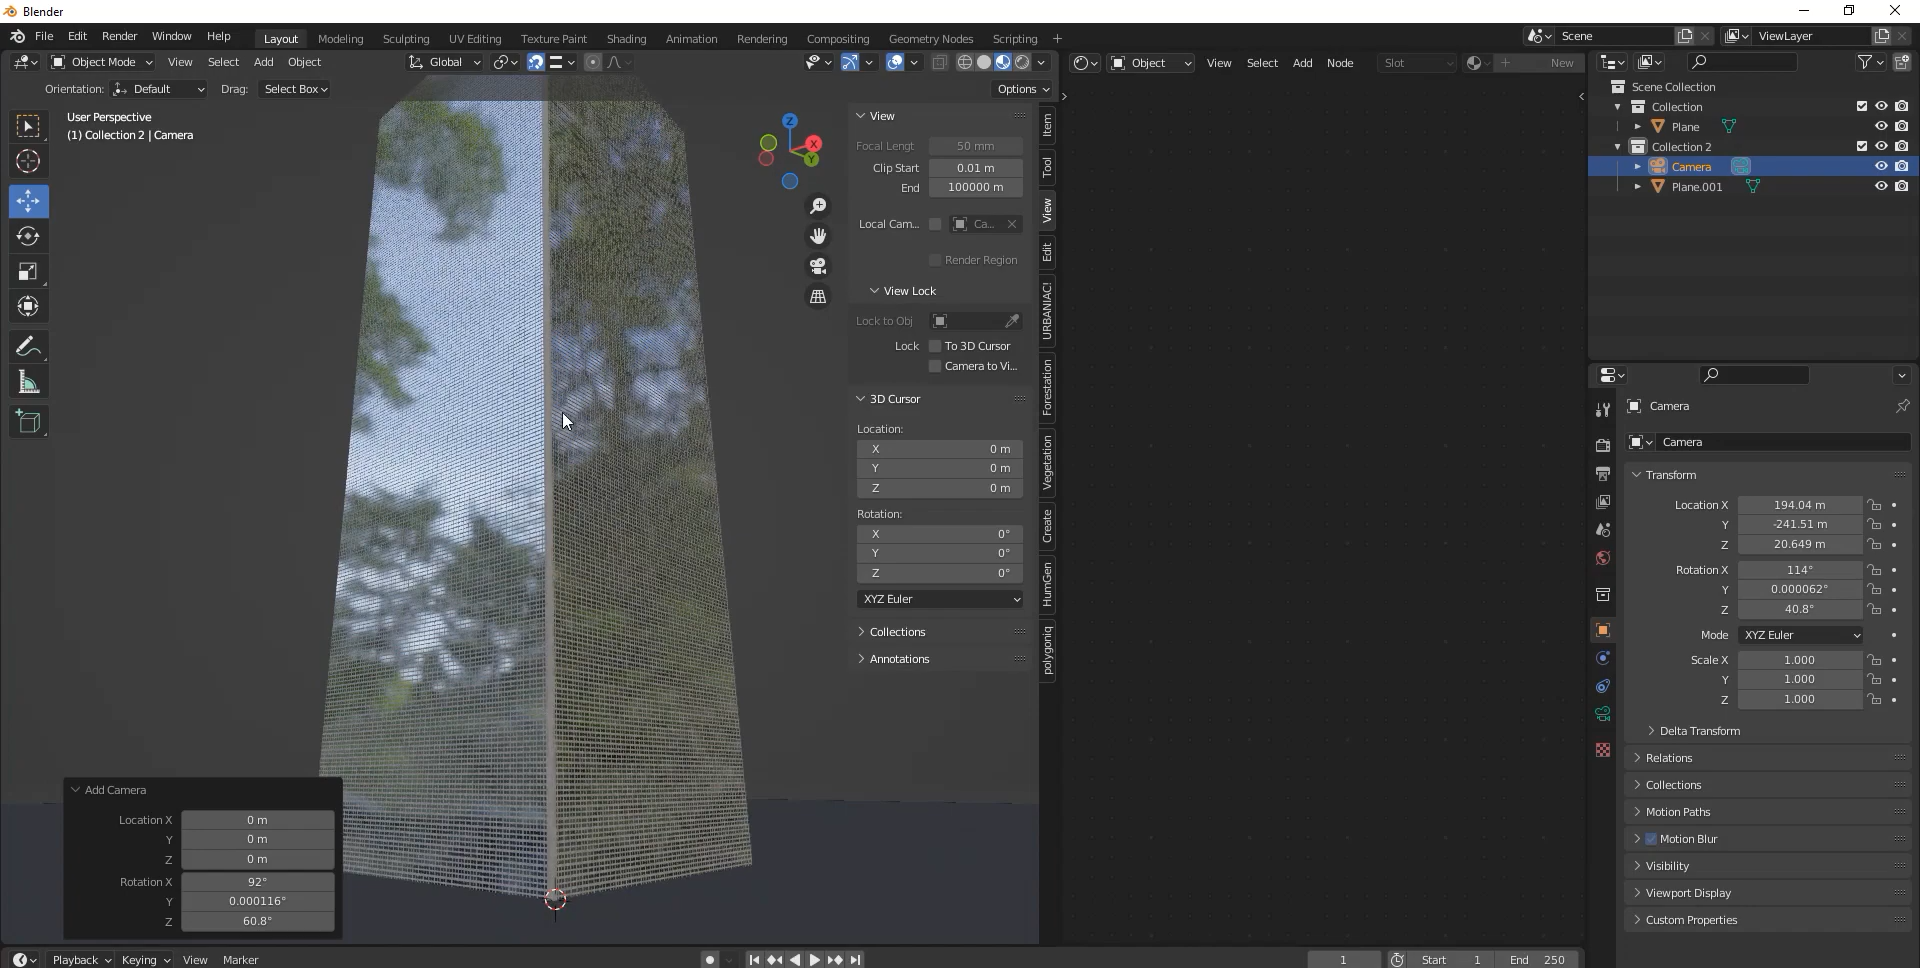 Blender
File Edit Render Window Help Layout Modeling Sculpting UV Editing Texture Paint Shading Animation Rendering Compositing Geometry Nodes Scripting + Scene ViewLayer
Object Mode View Select Add Object Global Object View Select Add Node Slot New
Orientation: Default Drag: Select Box Options
User Perspective
(1) Collection 2 | Camera
Z
X
Y
View
Focal Lengt 50 mm
Clip Start 0.01 m
End 100000 m
Local Cam... Ca...
Render Region
View Lock
Lock to Obj
Lock To 3D Cursor
Camera to Vi...
3D Cursor
Location:
X 0 m
Y 0 m
Z 0 m
Rotation:
X 0°
Y 0°
Z 0°
XYZ Euler
Collections
Annotations
Item
Tool
View
Edit
URBANIAC!
Forestation
Vegetation
Create
HumGen
polygoniq
Add Camera
Location X 0 m
Y 0 m
Z 0 m
Rotation X 92°
Y 0.000116°
Z 60.8°
Scene Collection
Collection
Plane
Collection 2
Camera
Plane.001
Camera
Camera
Transform
Location X 194.04 m
Y -241.51 m
Z 20.649 m
Rotation X 114°
Y 0.000062°
Z 40.8°
Mode XYZ Euler
Scale X 1.000
Y 1.000
Z 1.000
Delta Transform
Relations
Collections
Motion Paths
Motion Blur
Visibility
Viewport Display
Custom Properties
Playback Keying View Marker 1 Start 1 End 250